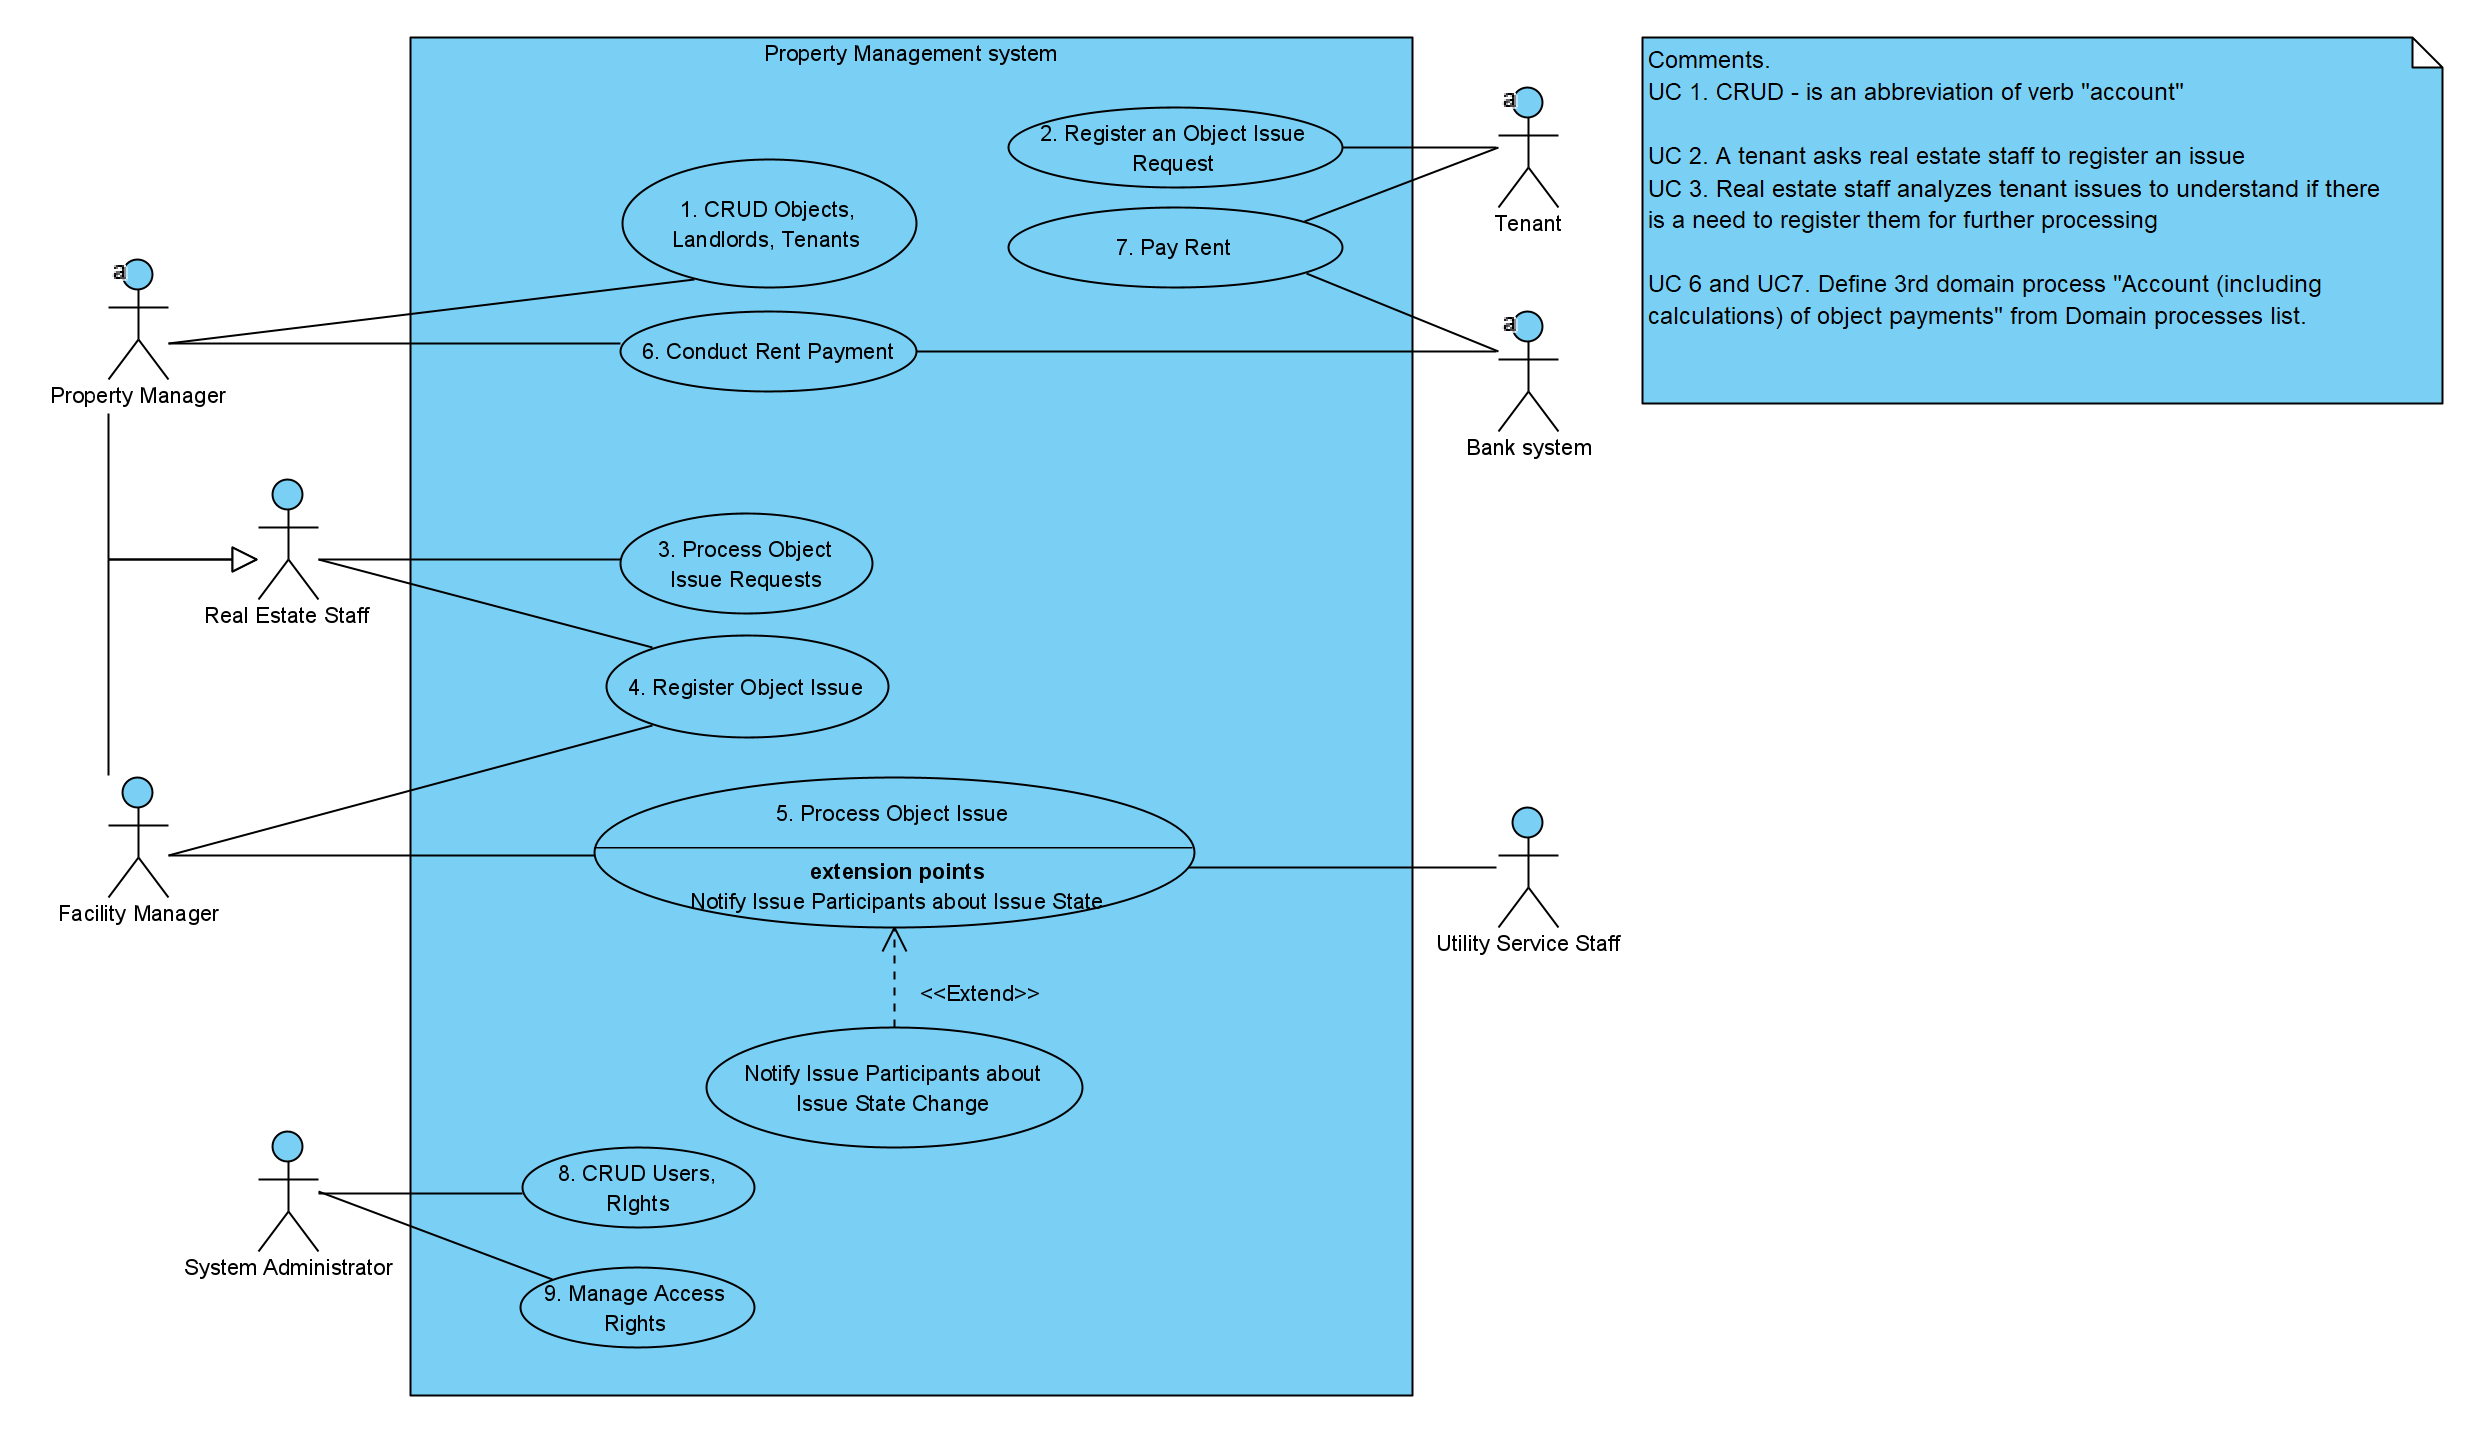 Property Management system
Comments.
UC 1. CRUD - is an abbreviation of verb "account"
UC 2. A tenant asks real estate staff to register an issue
UC 3. Real estate staff analyzes tenant issues to understand if there
is a need to register them for further processing
UC 6 and UC7. Define 3rd domain process "Account (including
calculations) of object payments" from Domain processes list.
a
2. Register an Object Issue
Request
Tenant
1. CRUD Objects,
Landlords, Tenants
7. Pay Rent
a
Property Manager
a
6. Conduct Rent Payment
Bank system
Real Estate Staff
3. Process Object
Issue Requests
4. Register Object Issue
Facility Manager
5. Process Object Issue
extension points
Notify Issue Participants about Issue State
Utility Service Staff
<<Extend>>
Notify Issue Participants about
Issue State Change
System Administrator
8. CRUD Users,
RIghts
9. Manage Access
Rights